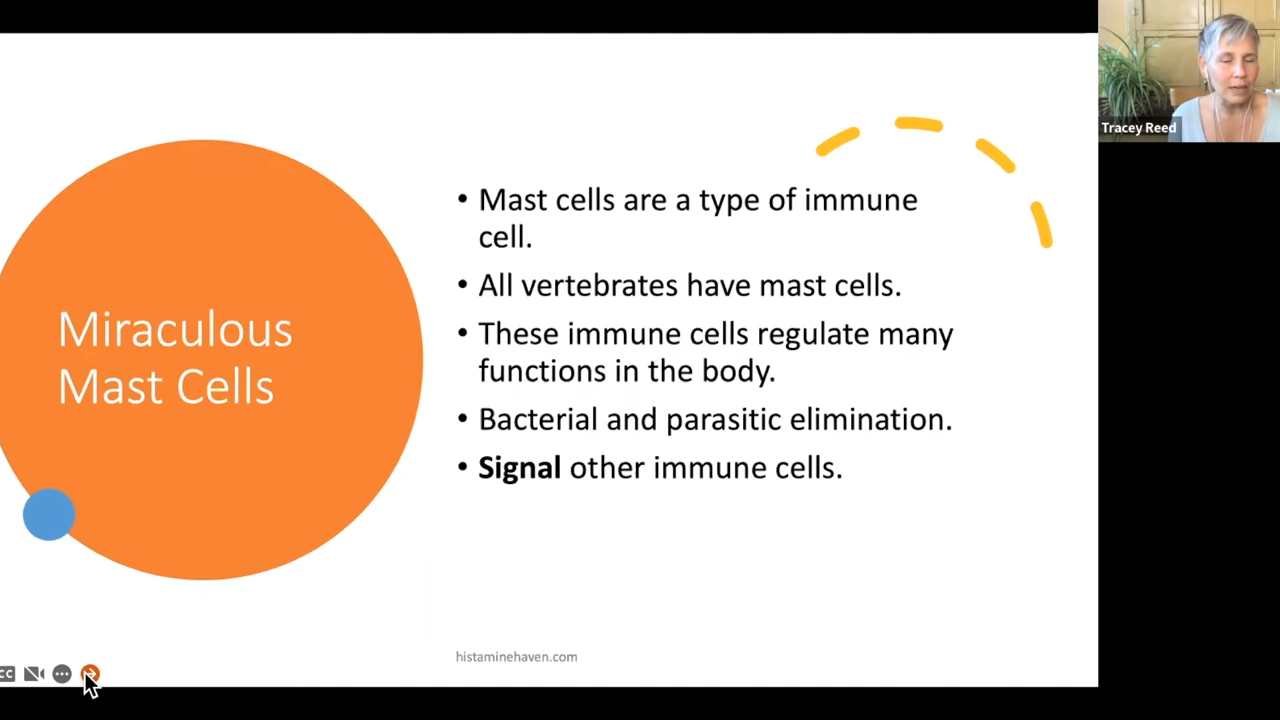 Tracey Reed
Miraculous
Mast Cells
• Mast cells are a type of immune
cell.
• All vertebrates have mast cells.
• These immune cells regulate many
functions in the body.
• Bacterial and parasitic elimination.
• Signal other immune cells.
histaminehaven.com
CC